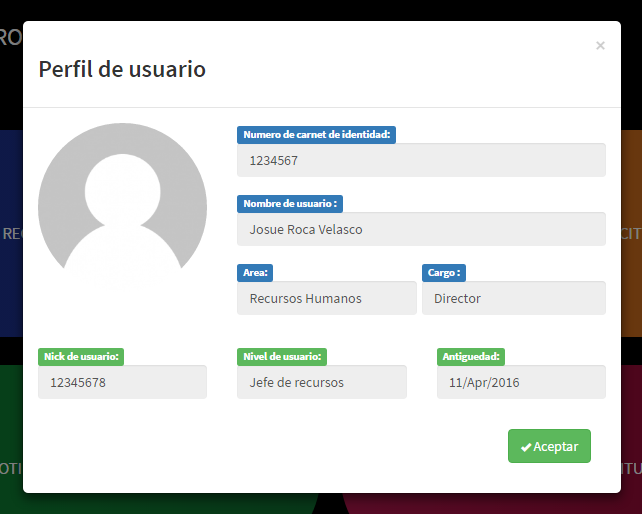 RO
×
Perfil de usuario
Numero de carnet de identidad:
1234567
Nombre de usuario :
Josue Roca Velasco
REC
CIT
Area:
Cargo :
Recursos Humanos
Director
Nick de usuario:
Nivel de usuario:
Antiguedad:
12345678
Jefe de recursos
11/Apr/2016
Aceptar
OTI
ITU